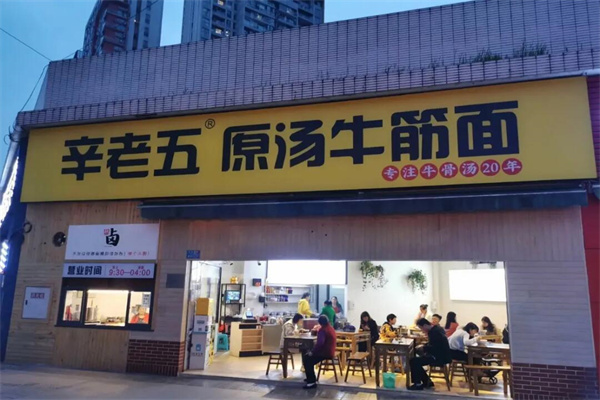 辛老五® 原汤牛筋面
专注牛骨汤20年
卤
营业时间 9:30-04:00